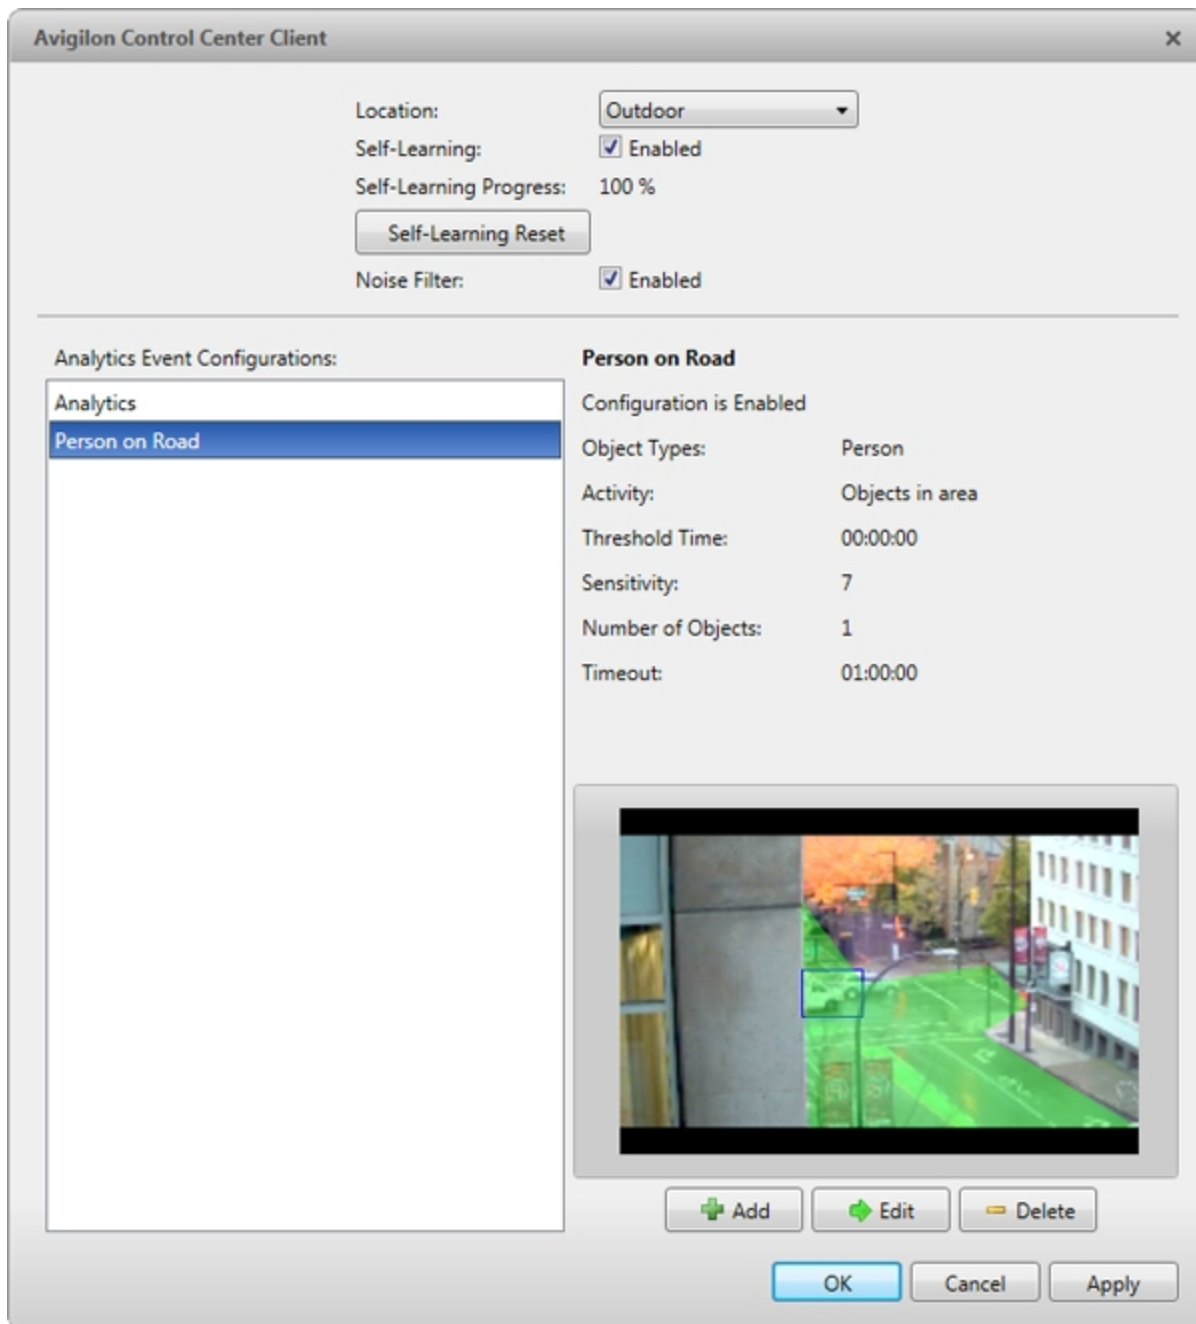 Avigilon Control Center Client
Location: Outdoor
Self-Learning: Enabled
Self-Learning Progress: 100 %
Self-Learning Reset
Noise Filter: Enabled
Analytics Event Configurations:
Analytics
Person on Road
Person on Road
Configuration is Enabled
Object Types: Person
Activity: Objects in area
Threshold Time: 00:00:00
Sensitivity: 7
Number of Objects: 1
Timeout: 01:00:00
Add Edit Delete
OK Cancel Apply